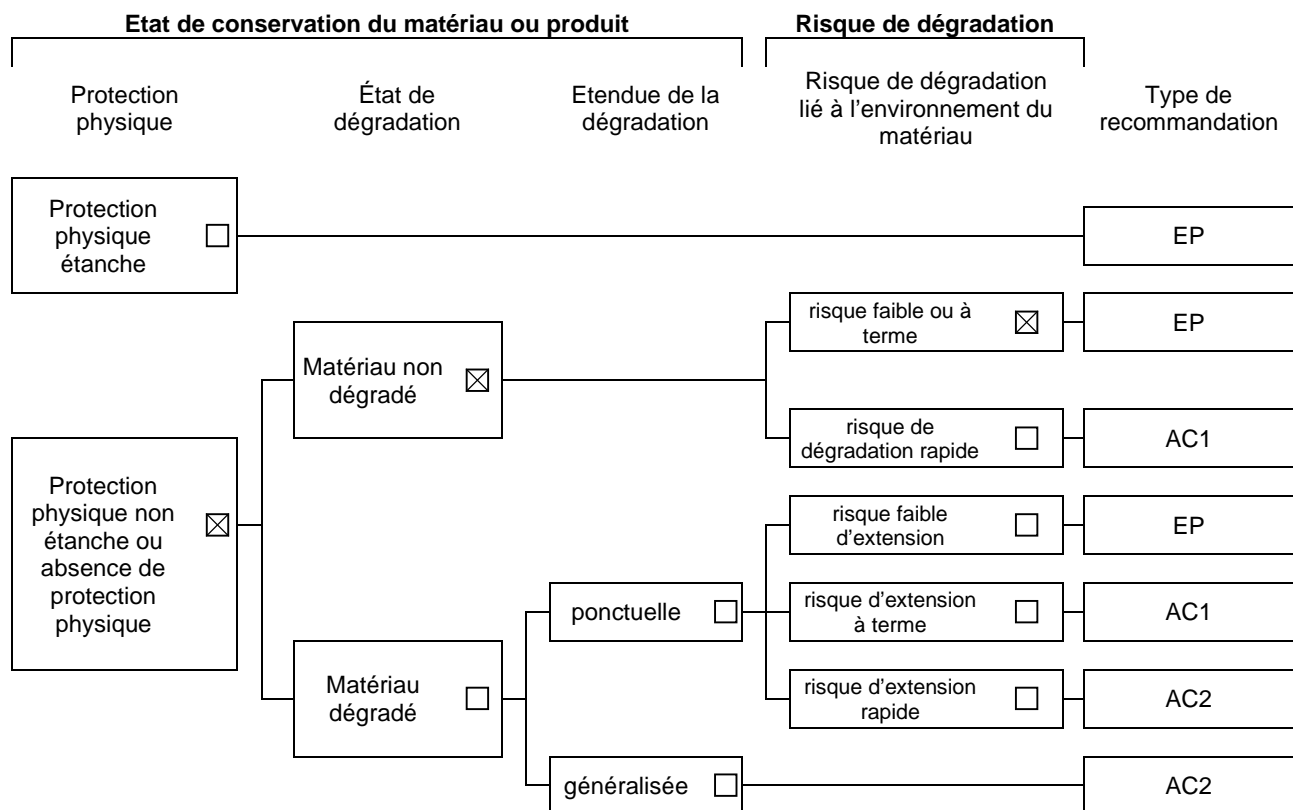 Etat de conservation du matériau ou produit
Risque de dégradation
Protection
physique
État de
dégradation
Etendue de la
dégradation
Risque de dégradation
lié à l'environnement du
matériau
Type de
recommandation
Protection
physique
étanche
EP
risque faible ou à
terme
EP
Matériau non
dégradé
risque de
dégradation rapide
AC1
Protection
physique non
étanche ou
absence de
protection
physique
risque faible
d'extension
EP
ponctuelle
risque d'extension
à terme
AC1
Matériau
dégradé
risque d'extension
rapide
AC2
généralisée
AC2